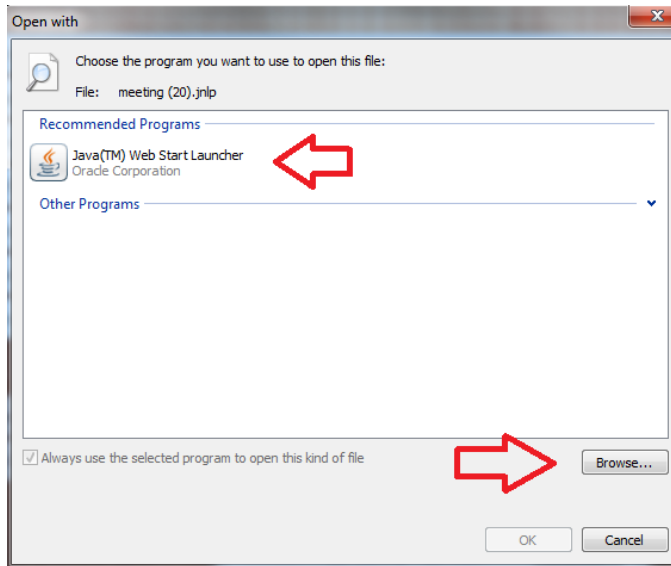 Open with
Choose the program you want to use to open this file:
File: meeting (20).jnlp
Recommended Programs
Java(TM) Web Start Launcher
Oracle Corporation
Other Programs
Always use the selected program to open this kind of file
Browse...
OK
Cancel